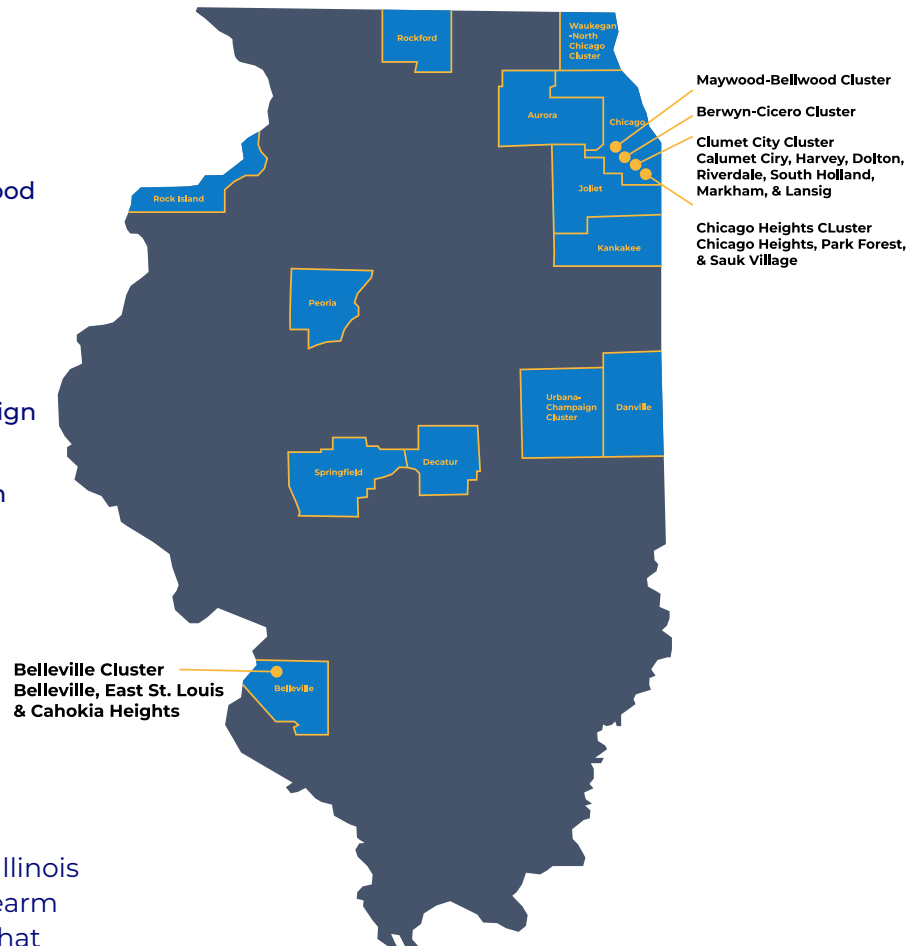 Rockford
Waukegan
-North
Chicago
Cluster
Maywood-Bellwood Cluster
Aurora
Chicago
Berwyn-Cicero Cluster
Clumet City Cluster
Calumet Ciry, Harvey, Dolton,
Riverdale, South Holland,
Markham, & Lansig
ood
Rock Island
Joliet
Chicago Heights CLuster
Chicago Heights, Park Forest,
& Sauk Village
Kankakee
Peoria
ign
Urbana-
Champaign
Cluster
Danville
Springfield
Decatur
n
Belleville Cluster
Belleville, East St. Louis
& Cahokia Heights
Belleville
llinois
earm
hat